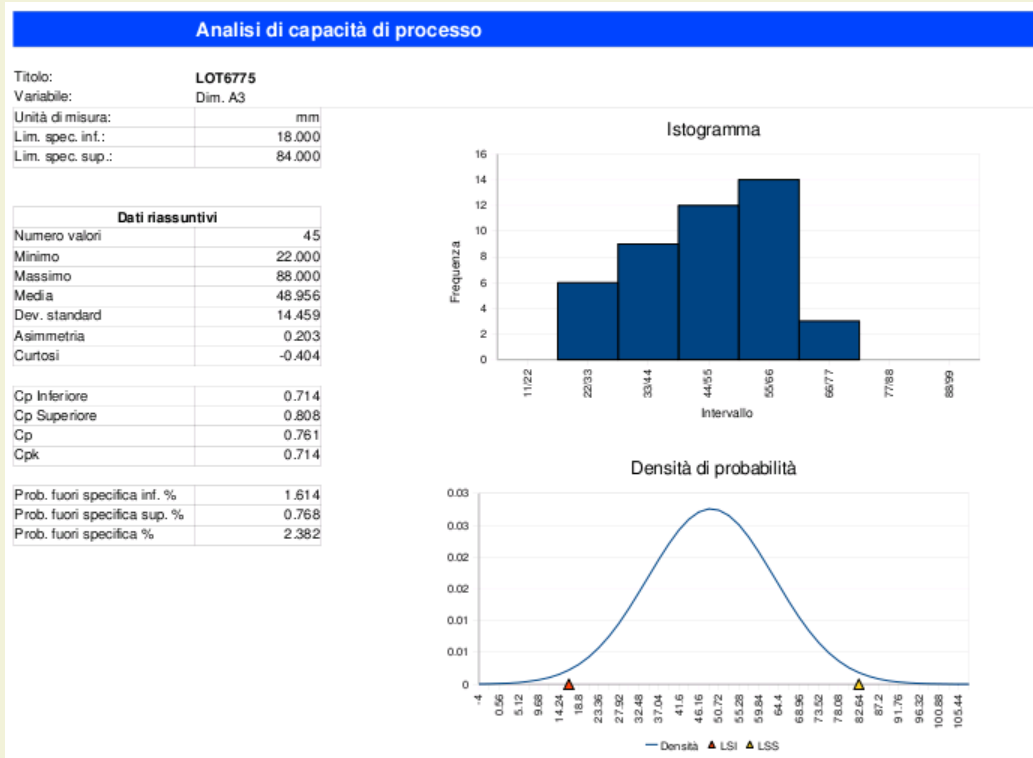 Analisi di capacità di processo
Titolo: LOT6775
Variabile: Dim. A3
Unità di misura: mm
Lim. spec. inf.: 18.000
Lim. spec. sup.: 84.000
Dati riassuntivi
Numero valori 45
Minimo 22.000
Massimo 88.000
Media 48.956
Dev. standard 14.459
Asimmetria 0.203
Curtosi -0.404
Cp Inferiore 0.714
Cp Superiore 0.808
Cp 0.761
Cpk 0.714
Prob. fuori specifica inf. % 1.614
Prob. fuori specifica sup. % 0.768
Prob. fuori specifica % 2.382
Istogramma
16
14
12
10
8
6
4
2
0
Frequenza
11/22 22/33 33/44 44/55 55/66 66/77 77/88 88/99
Intervallo
Densità di probabilità
0.03
0.03
0.02
0.02
0.01
0.01
0
-4 0.56 5.12 9.68 14.24 18.8 23.36 27.92 32.48 37.04 41.6 46.16 50.72 55.28 59.84 64.4 68.96 73.52 78.08 82.64 87.2 91.76 96.32 100.88 105.44
Densità LSI LSS